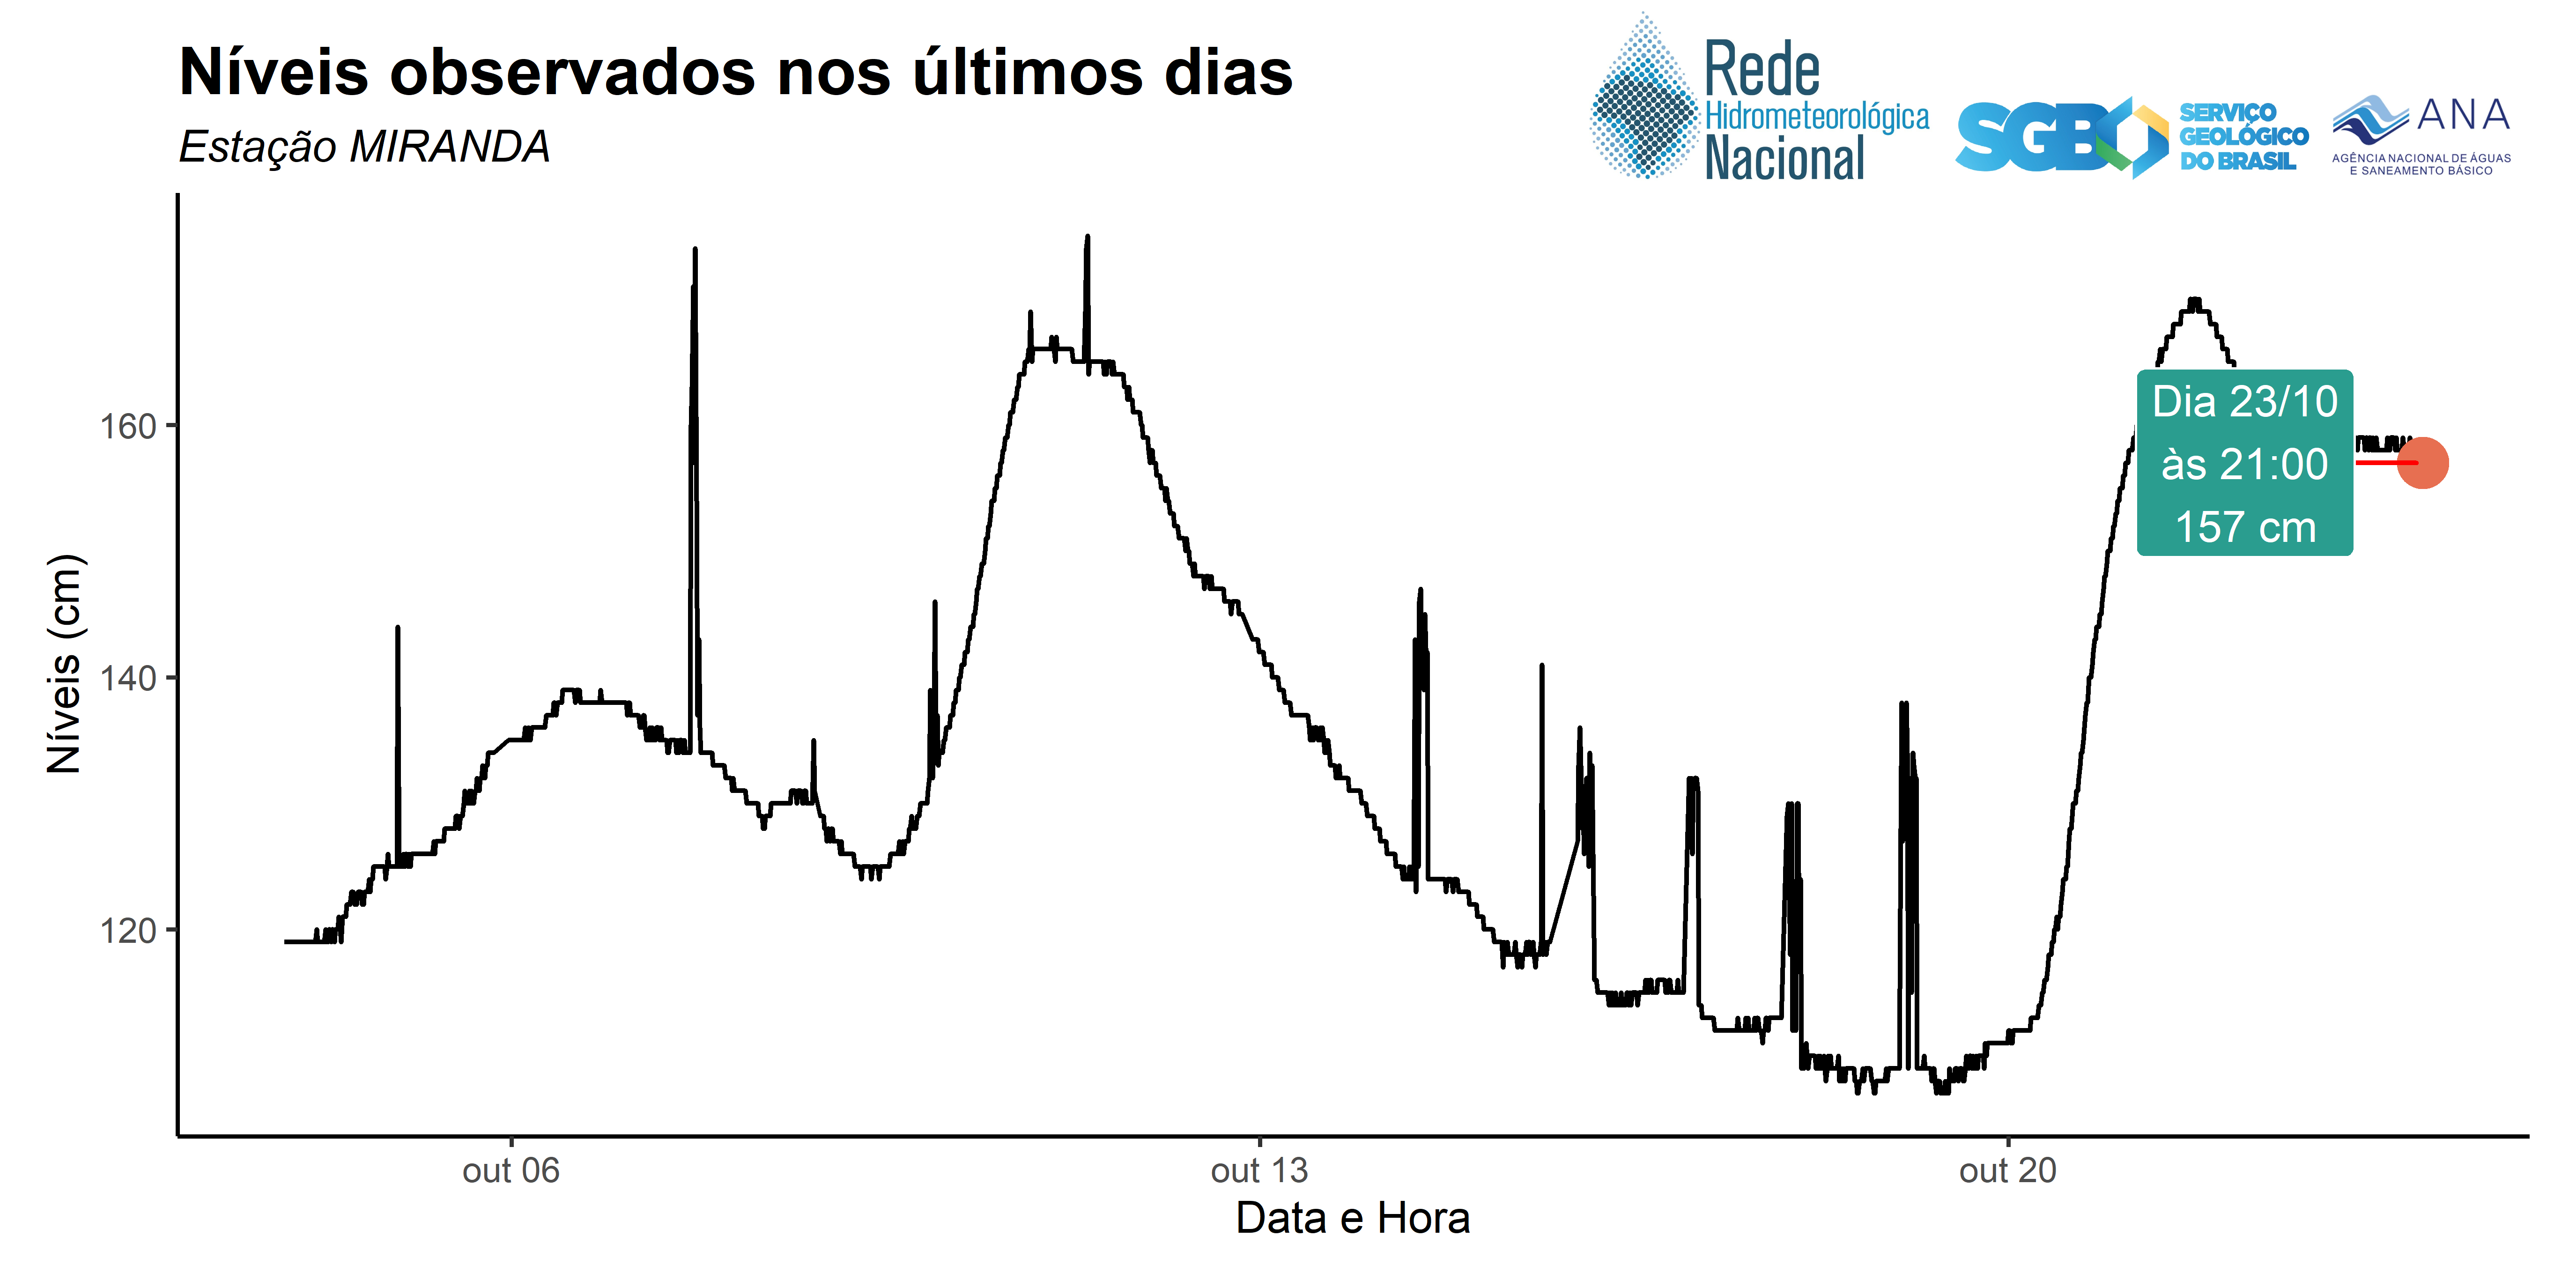 Níveis observados nos últimos dias
Estação MIRANDA
Rede
Hidrometeorológica
Nacional
SGB
SERVIÇO
GEOLÓGICO
DO BRASIL
ANA
AGÊNCIA NACIONAL DE ÁGUAS
E SANEAMENTO BÁSICO
Níveis (cm)
160
140
120
Dia 23/10
às 21:00
157 cm
out 06
out 13
out 20
Data e Hora